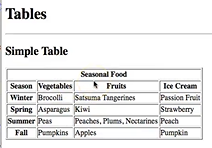 Tables
Simple Table
Seasonal Food
Season Vegetables Fruits Ice Cream
Winter Brocolli Satsuma Tangerines Passion Fruit
Spring Asparagus Kiwi Strawberry
Summer Peas Peaches, Plums, Nectarines Peach
Fall Pumpkins Apples Pumpkin